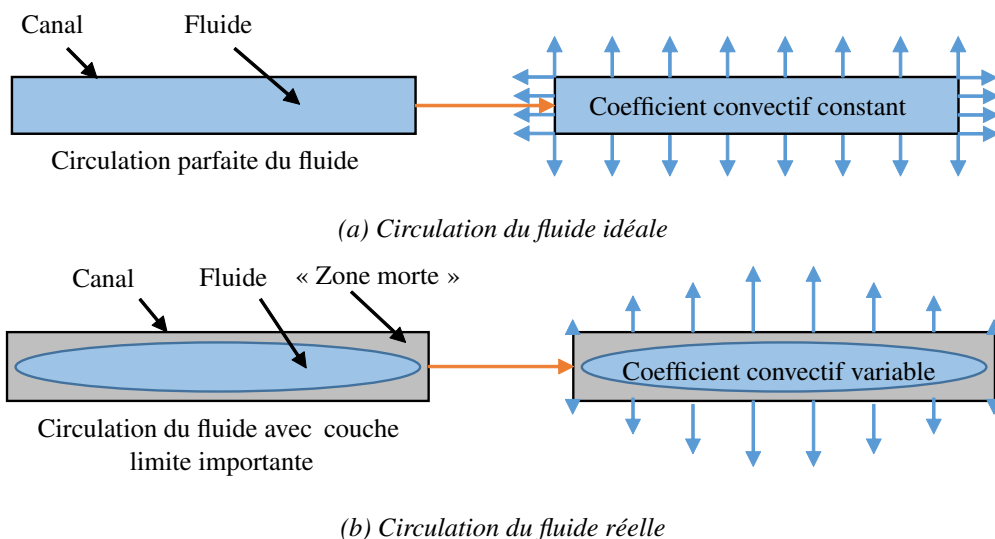 Canal
Fluide
Coefficient convectif constant
Circulation parfaite du fluide
(a) Circulation du fluide idéale
Canal
Fluide
« Zone morte »
Coefficient convectif variable
Circulation du fluide avec couche
limite importante
(b) Circulation du fluide réelle